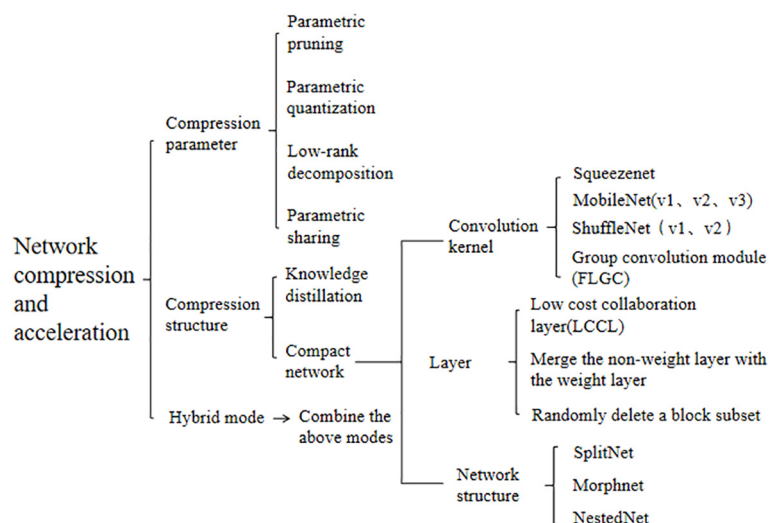 Network
compression
and
acceleration
Compression
parameter
Parametric
pruning
Parametric
quantization
Low-rank
decomposition
Parametric
sharing
Compression
structure
Knowledge
distillation
Compact
network
Convolution
kernel
Squeezenet
MobileNet(v1、v2、v3)
ShuffleNet（v1、v2）
Group convolution module
(FLGC)
Layer
Low cost collaboration
layer(LCCL)
Merge the non-weight layer with
the weight layer
Randomly delete a block subset
Network
structure
SplitNet
Morphnet
NestedNet
Hybrid mode
Combine the
above modes